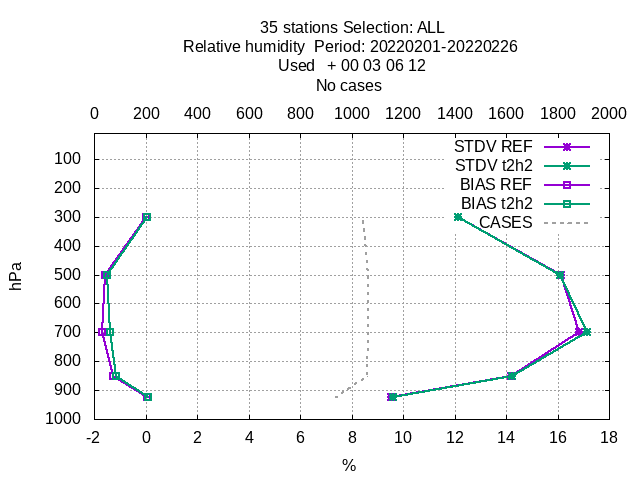 35 stations Selection: ALL
Relative humidity  Period: 20220201-20220226
Used   + 00 03 06 12
No cases
0 200 400 600 800 1000 1200 1400 1600 1800 2000
STDV REF
STDV t2h2
BIAS REF
BIAS t2h2
CASES
hPa
100
200
300
400
500
600
700
800
900
1000
-2 0 2 4 6 8 10 12 14 16 18
%